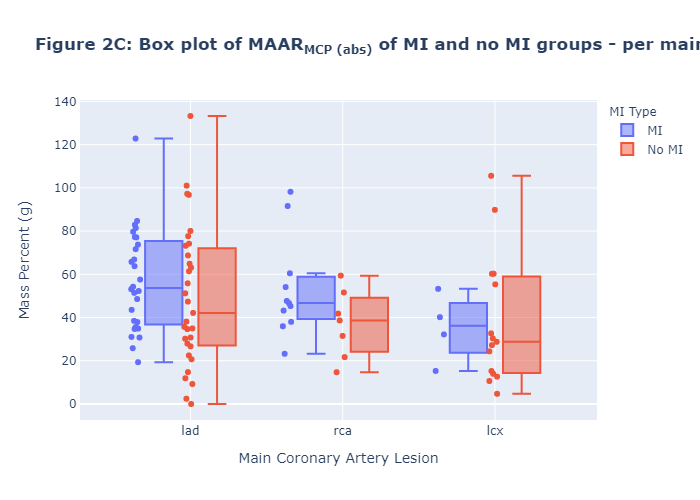 Figure 2C: Box plot of MAAR_MCP (abs) of MI and no MI groups - per main
MI Type
MI
No MI
Mass Percent (g)
140
120
100
80
60
40
20
0
lad
rca
lcx
Main Coronary Artery Lesion